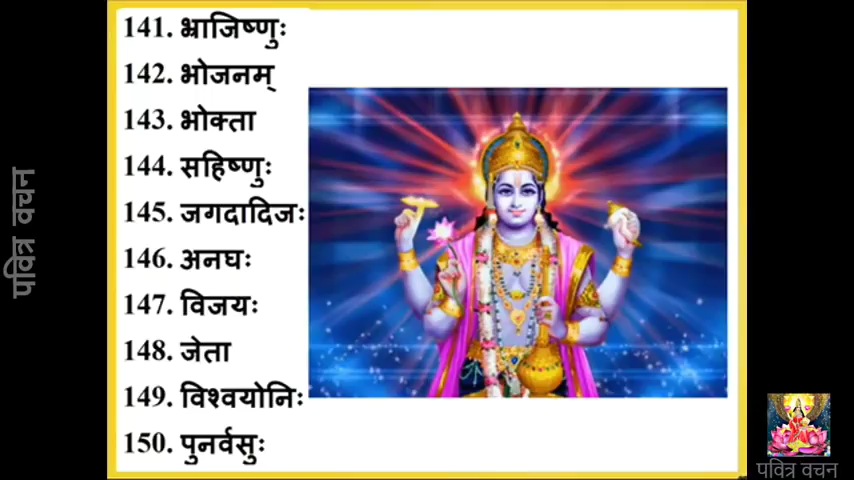 141. भ्राजिष्णुः
142. भोजनम्
143. भोक्ता
144. सहिष्णुः
145. जगदादिजः
146. अनघः
147. विजयः
148. जेता
149. विश्वयोनिः
150. पुनर्वसुः
पवित्र वचन
पवित्र वचन